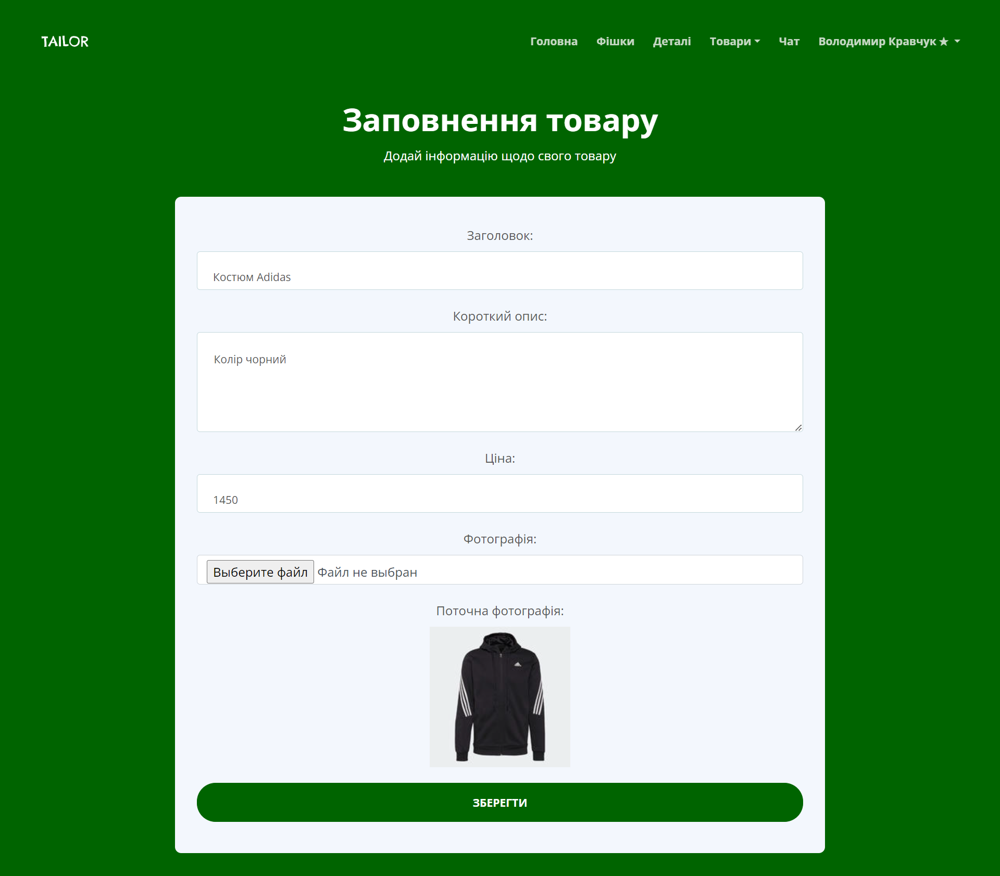 TAILOR
Головна Фішки Деталі Товари Чат Володимир Кравчук ★
Заповнення товару
Додай інформацію щодо свого товару
Заголовок:
Костюм Adidas
Короткий опис:
Колір чорний
Ціна:
1450
Фотографія:
Выберите файл Файл не выбран
Поточна фотографія:
ЗБЕРЕГТИ